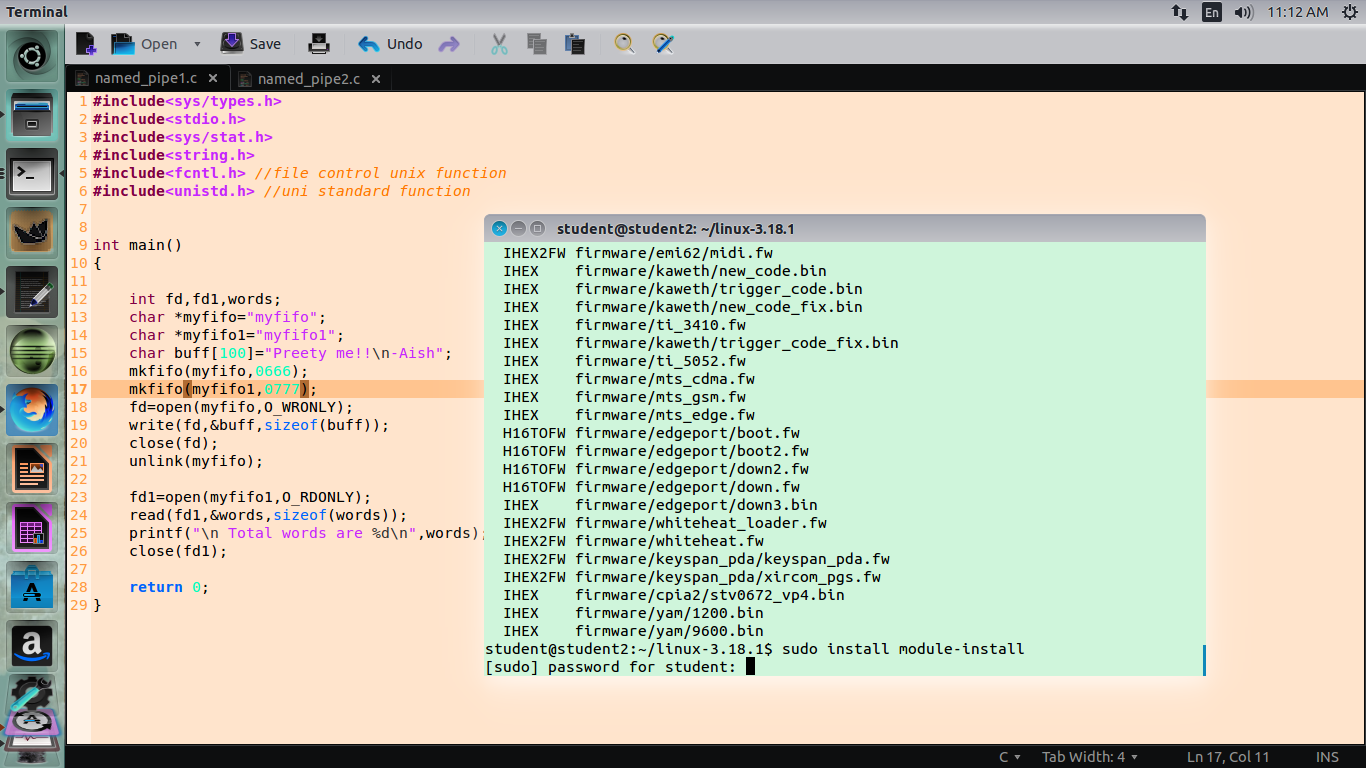 Terminal
En
11:12 AM
Open
Save
Undo
named_pipe1.c
named_pipe2.c
1 #include<sys/types.h>
2 #include<stdio.h>
3 #include<sys/stat.h>
4 #include<string.h>
5 #include<fcntl.h> //file control unix function
6 #include<unistd.h> //uni standard function
7
8
9 int main()
10 {
11
12 int fd,fd1,words;
13 char *myfifo="myfifo";
14 char *myfifo1="myfifo1";
15 char buff[100]="Preety me!!\n-Aish";
16 mkfifo(myfifo,0666);
17 mkfifo(myfifo1,0777);
18 fd=open(myfifo,O_WRONLY);
19 write(fd,&buff,sizeof(buff));
20 close(fd);
21 unlink(myfifo);
22
23 fd1=open(myfifo1,O_RDONLY);
24 read(fd1,&words,sizeof(words));
25 printf("\n Total words are %d\n",words);
26 close(fd1);
27
28 return 0;
29 }
student@student2: ~/linux-3.18.1
IHEX2FW firmware/emi62/midi.fw
IHEX firmware/kaweth/new_code.bin
IHEX firmware/kaweth/trigger_code.bin
IHEX firmware/kaweth/new_code_fix.bin
IHEX firmware/ti_3410.fw
IHEX firmware/kaweth/trigger_code_fix.bin
IHEX firmware/ti_5052.fw
IHEX firmware/mts_cdma.fw
IHEX firmware/mts_gsm.fw
IHEX firmware/mts_edge.fw
H16TOFW firmware/edgeport/boot.fw
H16TOFW firmware/edgeport/boot2.fw
H16TOFW firmware/edgeport/down2.fw
H16TOFW firmware/edgeport/down.fw
IHEX firmware/edgeport/down3.bin
IHEX2FW firmware/whiteheat_loader.fw
IHEX2FW firmware/whiteheat.fw
IHEX2FW firmware/keyspan_pda/keyspan_pda.fw
IHEX2FW firmware/keyspan_pda/xircom_pgs.fw
IHEX firmware/cpia2/stv0672_vp4.bin
IHEX firmware/yam/1200.bin
IHEX firmware/yam/9600.bin
student@student2:~/linux-3.18.1$ sudo install module-install
[sudo] password for student:
C
Tab Width: 4
Ln 17, Col 11
INS